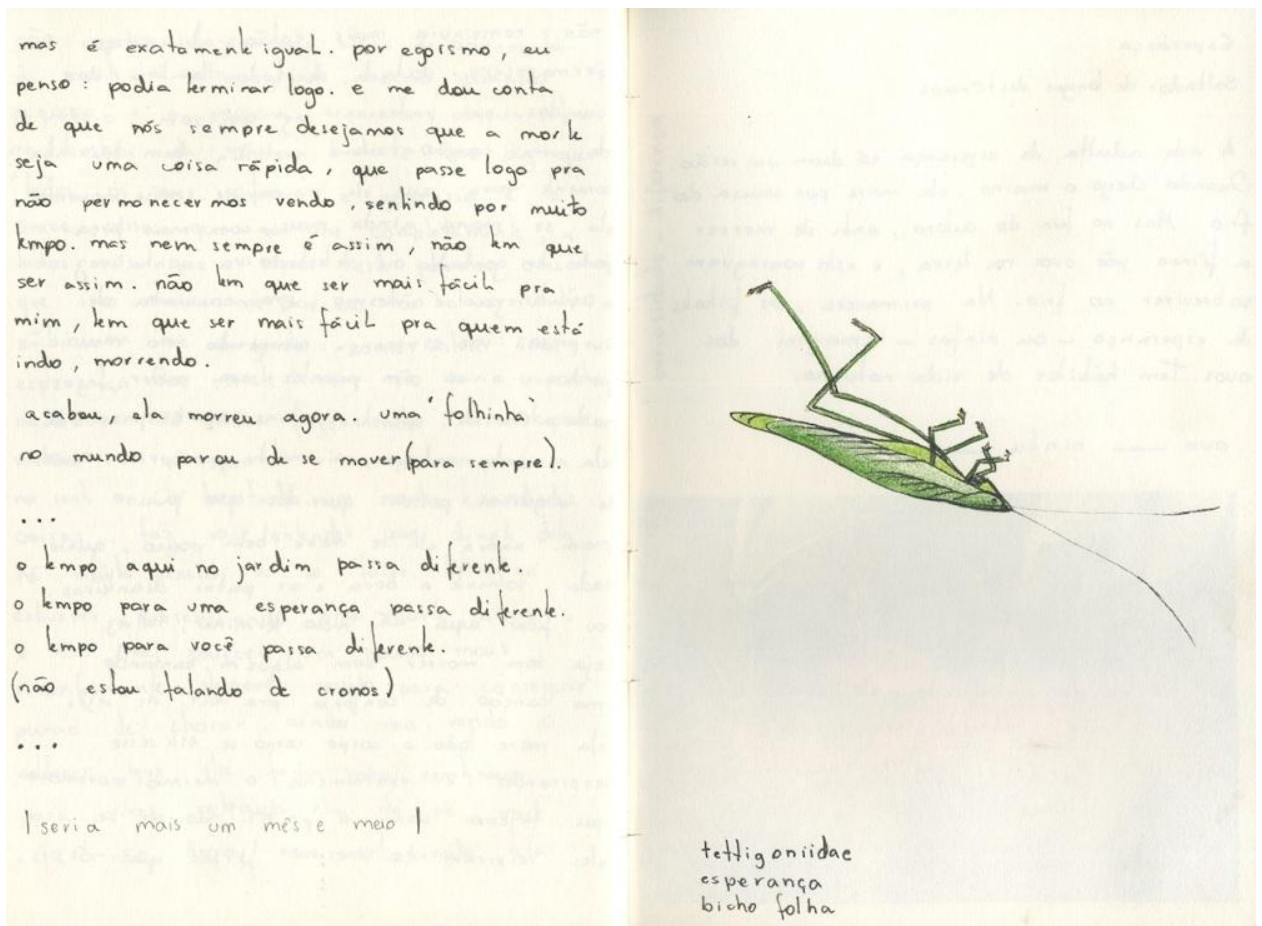 mas é exatamente igual. por egoísmo, eu
penso: podia terminar logo. e me dou conta
de que nós sempre desejamos que a morte
seja uma coisa rápida, que passe logo pra
não permonecermos vendo, sentindo por muito
tempo. mas nem sempre é assim, não tem que
ser assim. não tem que ser mais fácil pra
mim, tem que ser mais fácil pra quem está
indo, morrendo.
acabou, ela morreu agora. uma "folhinha"
no mundo parou de se mover (para sempre).
...
o tempo aqui no jardim passa diferente.
o tempo para uma esperança passa diferente.
o tempo para você passa diferente.
(não estou falando de cronos)
...
| seria mais um mês e meio |
tettigoniidae
esperança
bicho folha